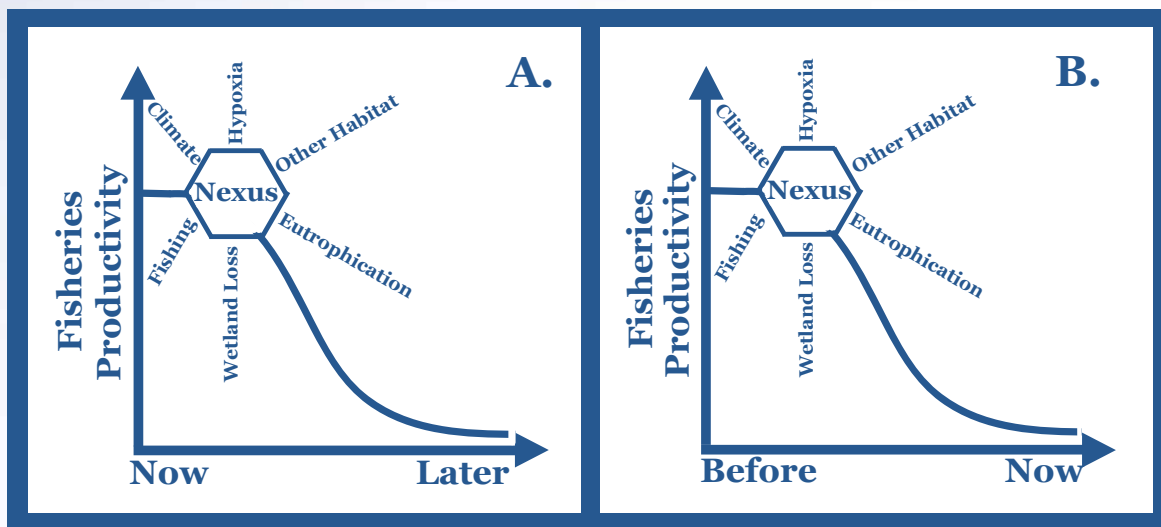 A.
Fisheries
Productivity
Climate
Hypoxia
Other Habitat
Nexus
Fishing
Wetland Loss
Eutrophication
Now
Later
B.
Fisheries
Productivity
Climate
Hypoxia
Other Habitat
Nexus
Fishing
Wetland Loss
Eutrophication
Before
Now